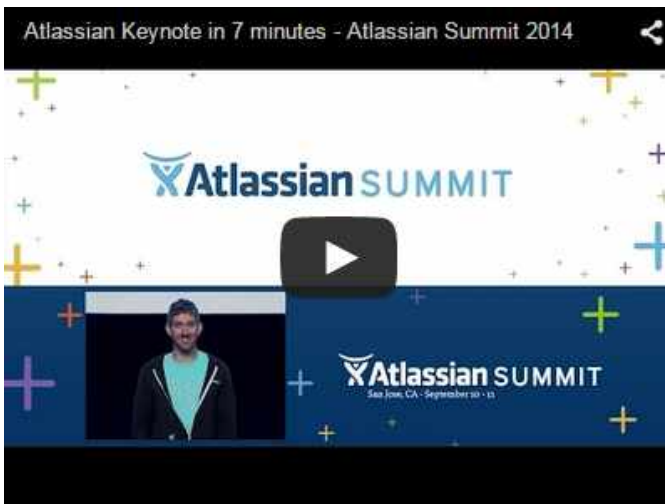 Atlassian Keynote in 7 minutes - Atlassian Summit 2014
Atlassian SUMMIT
Atlassian SUMMIT
San Jose, CA - September 10 - 11